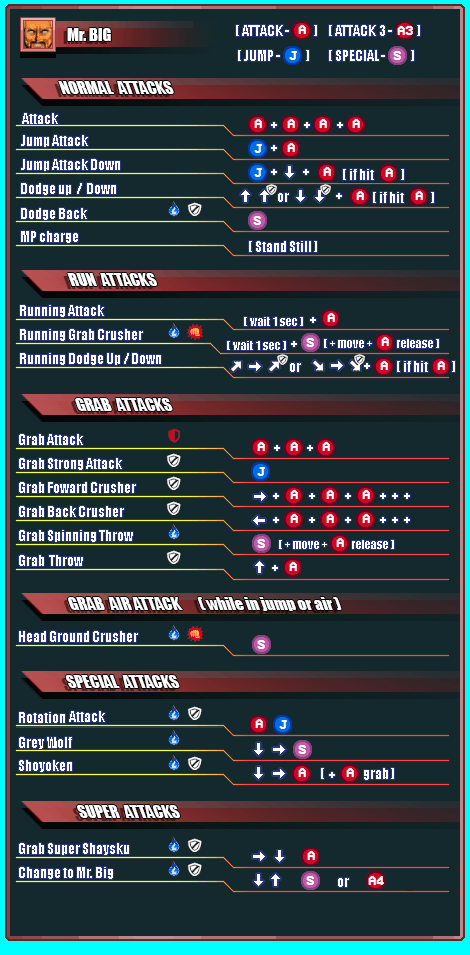 Mr. BIG
[ ATTACK - A ] [ ATTACK 3 - A3 ]
[ JUMP - J ] [ SPECIAL - S ]
NORMAL ATTACKS
Attack A + A + A + A
Jump Attack J + A
Jump Attack Down J + ↓ + A [ if hit A ]
Dodge up / Down ↑ ↑ or ↓ ↓ + A [ if hit A ]
Dodge Back S
MP charge [ Stand Still ]
RUN ATTACKS
Running Attack [ wait 1 sec ] + A
Running Grab Crusher [ wait 1 sec ] + S [ + move + A release ]
Running Dodge Up / Down ↗ → ↗ or ↘ → ↘ + A [ if hit A ]
GRAB ATTACKS
Grab Attack A + A + A
Grab Strong Attack J
Grab Foward Crusher → + A + A + A + + +
Grab Back Crusher ← + A + A + A + + +
Grab Spinning Throw S [ + move + A release ]
Grab Throw ↑ + A
GRAB AIR ATTACK ( while in jump or air )
Head Ground Crusher S
SPECIAL ATTACKS
Rotation Attack A J
Grey Wolf ↓ → S
Shoyoken ↓ → A [ + A grab ]
SUPER ATTACKS
Grab Super Shaysku → ↓ A
Change to Mr. Big ↓ ↑ S or A4